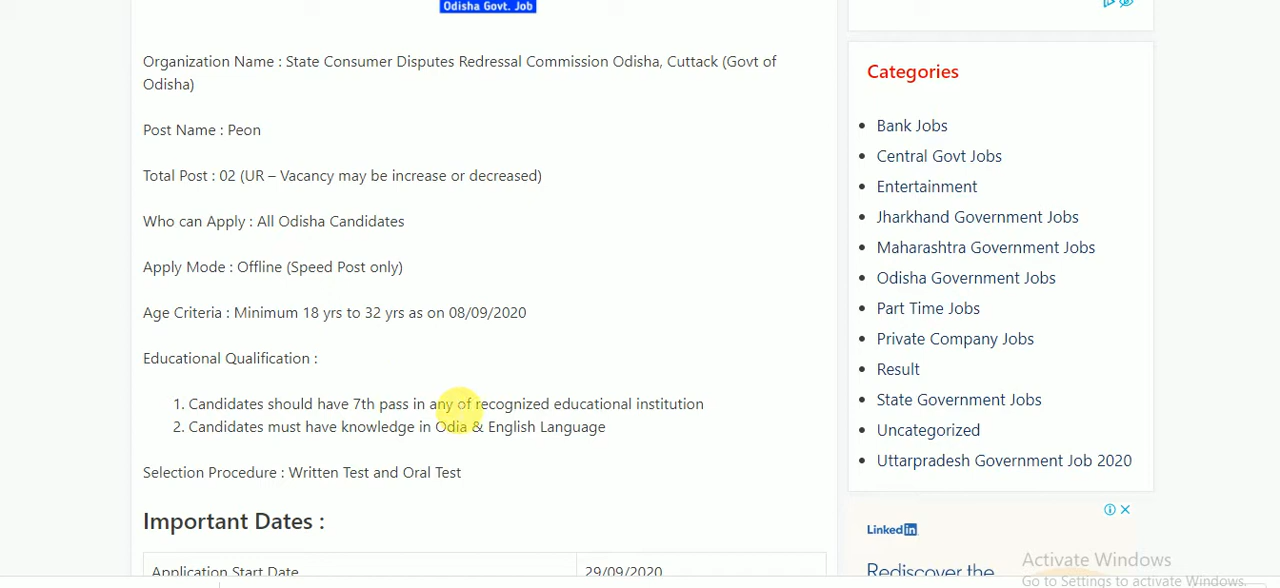 Odisha Govt. Job
Organization Name : State Consumer Disputes Redressal Commission Odisha, Cuttack (Govt of
Odisha)
Post Name : Peon
Total Post : 02 (UR – Vacancy may be increase or decreased)
Who can Apply : All Odisha Candidates
Apply Mode : Offline (Speed Post only)
Age Criteria : Minimum 18 yrs to 32 yrs as on 08/09/2020
Educational Qualification :
1. Candidates should have 7th pass in any of recognized educational institution
2. Candidates must have knowledge in Odia & English Language
Selection Procedure : Written Test and Oral Test
Important Dates :
Application Start Date 29/09/2020
Categories
Bank Jobs
Central Govt Jobs
Entertainment
Jharkhand Government Jobs
Maharashtra Government Jobs
Odisha Government Jobs
Part Time Jobs
Private Company Jobs
Result
State Government Jobs
Uncategorized
Uttarpradesh Government Job 2020
Linked in
Rediscover the
Activate Windows
Go to Settings to activate Windows.